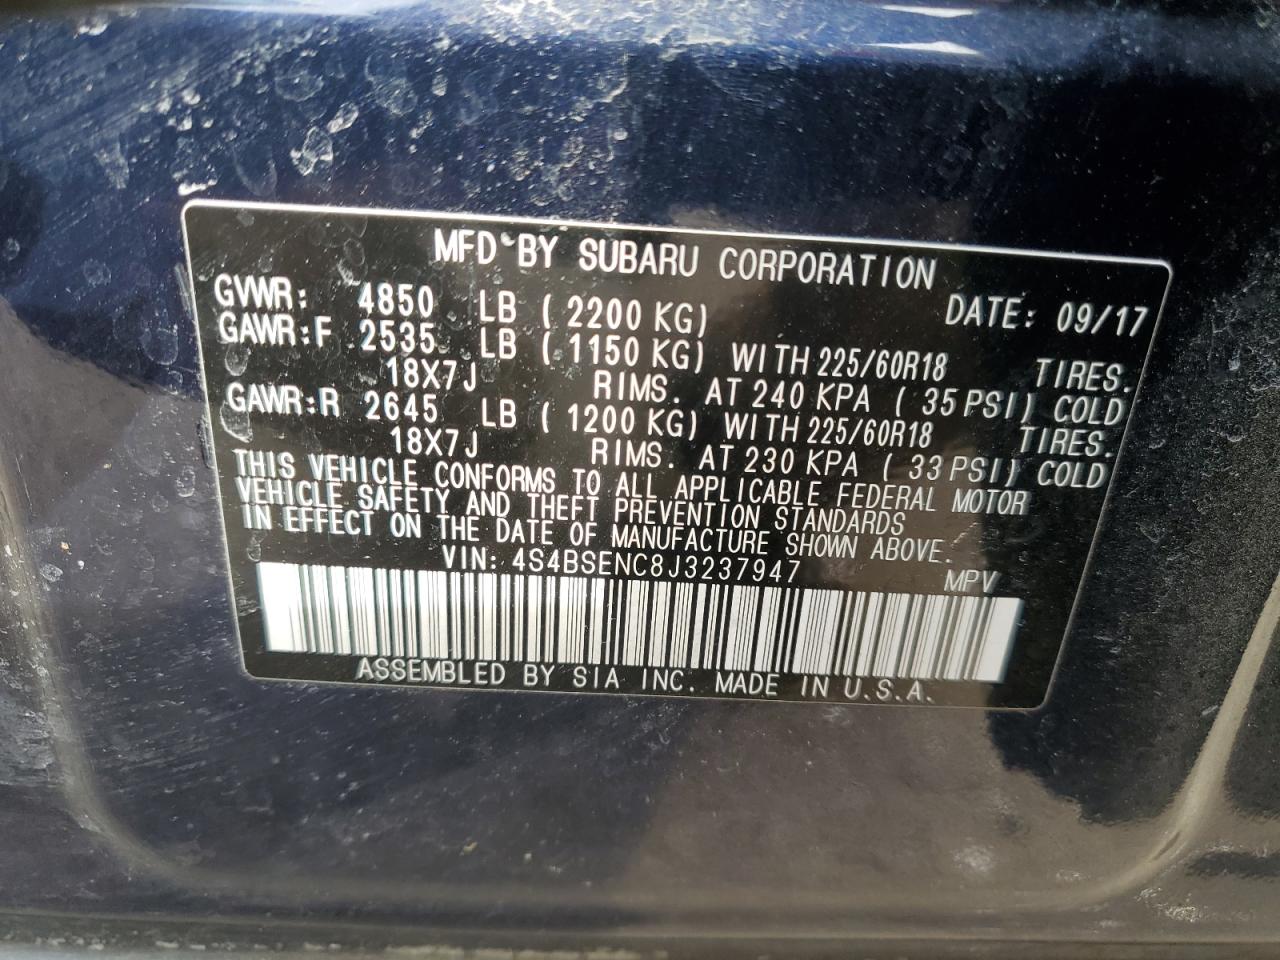 MFD BY SUBARU CORPORATION
GVWR: 4850 LB ( 2200 KG) DATE: 09/17
GAWR:F 2535 LB ( 1150 KG) WITH 225/60R18 TIRES.
18X7J RIMS. AT 240 KPA ( 35 PSI) COLD
GAWR:R 2645 LB ( 1200 KG) WITH 225/60R18 TIRES.
18X7J RIMS. AT 230 KPA ( 33 PSI) COLD
THIS VEHICLE CONFORMS TO ALL APPLICABLE FEDERAL MOTOR
VEHICLE SAFETY AND THEFT PREVENTION STANDARDS
IN EFFECT ON THE DATE OF MANUFACTURE SHOWN ABOVE.
VIN: 4S4BSENC8J3237947 MPV
ASSEMBLED BY SIA INC. MADE IN U.S.A.